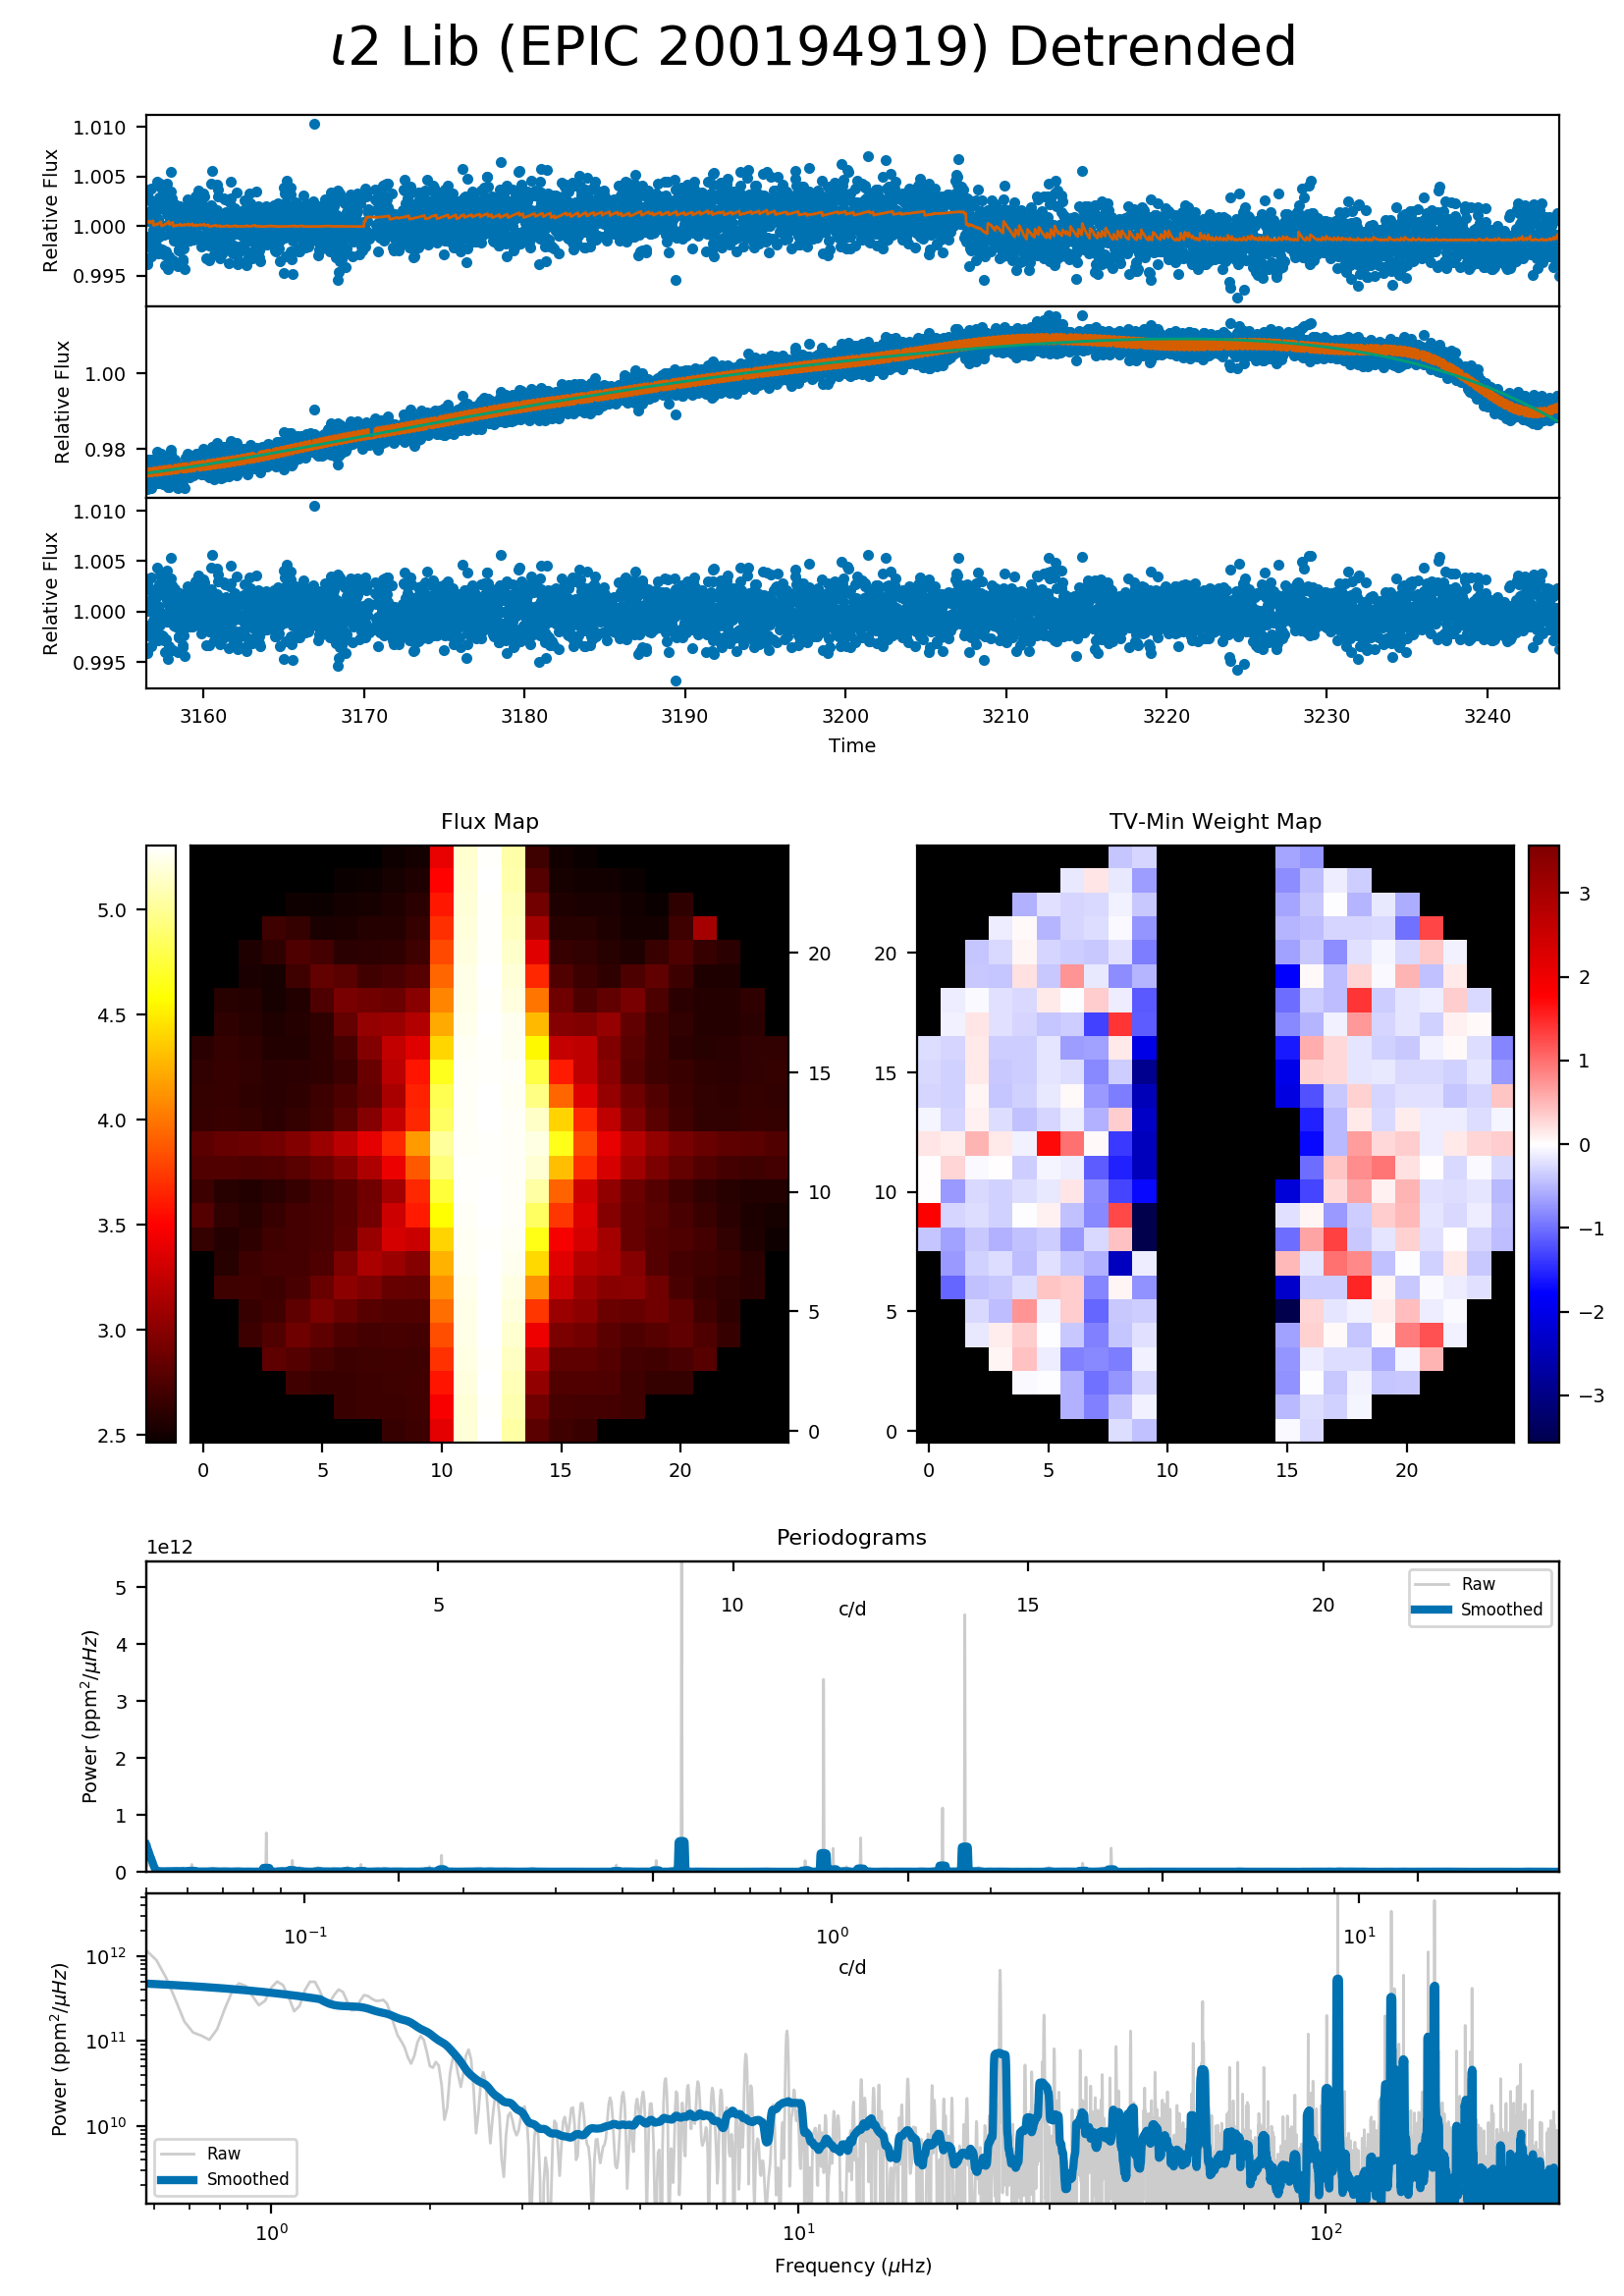 ι2 Lib (EPIC 200194919) Detrended
1.010
1.005
1.000
0.995
Relative Flux
1.00
0.98
Relative Flux
1.010
1.005
1.000
0.995
Relative Flux
3160 3170 3180 3190 3200 3210 3220 3230 3240
Time
Flux Map
5.0
4.5
4.0
3.5
3.0
2.5
20
15
10
5
0
0 5 10 15 20
TV-Min Weight Map
20
15
10
5
0
0 5 10 15 20
3
2
1
0
−1
−2
−3
Periodograms
1e12
5 10 15 20
c/d
Raw
Smoothed
5
4
3
2
1
0
Power (ppm²/μHz)
10⁻¹ 10⁰ 10¹
c/d
10¹²
10¹¹
10¹⁰
Power (ppm²/μHz)
Raw
Smoothed
10⁰ 10¹ 10²
Frequency (μHz)